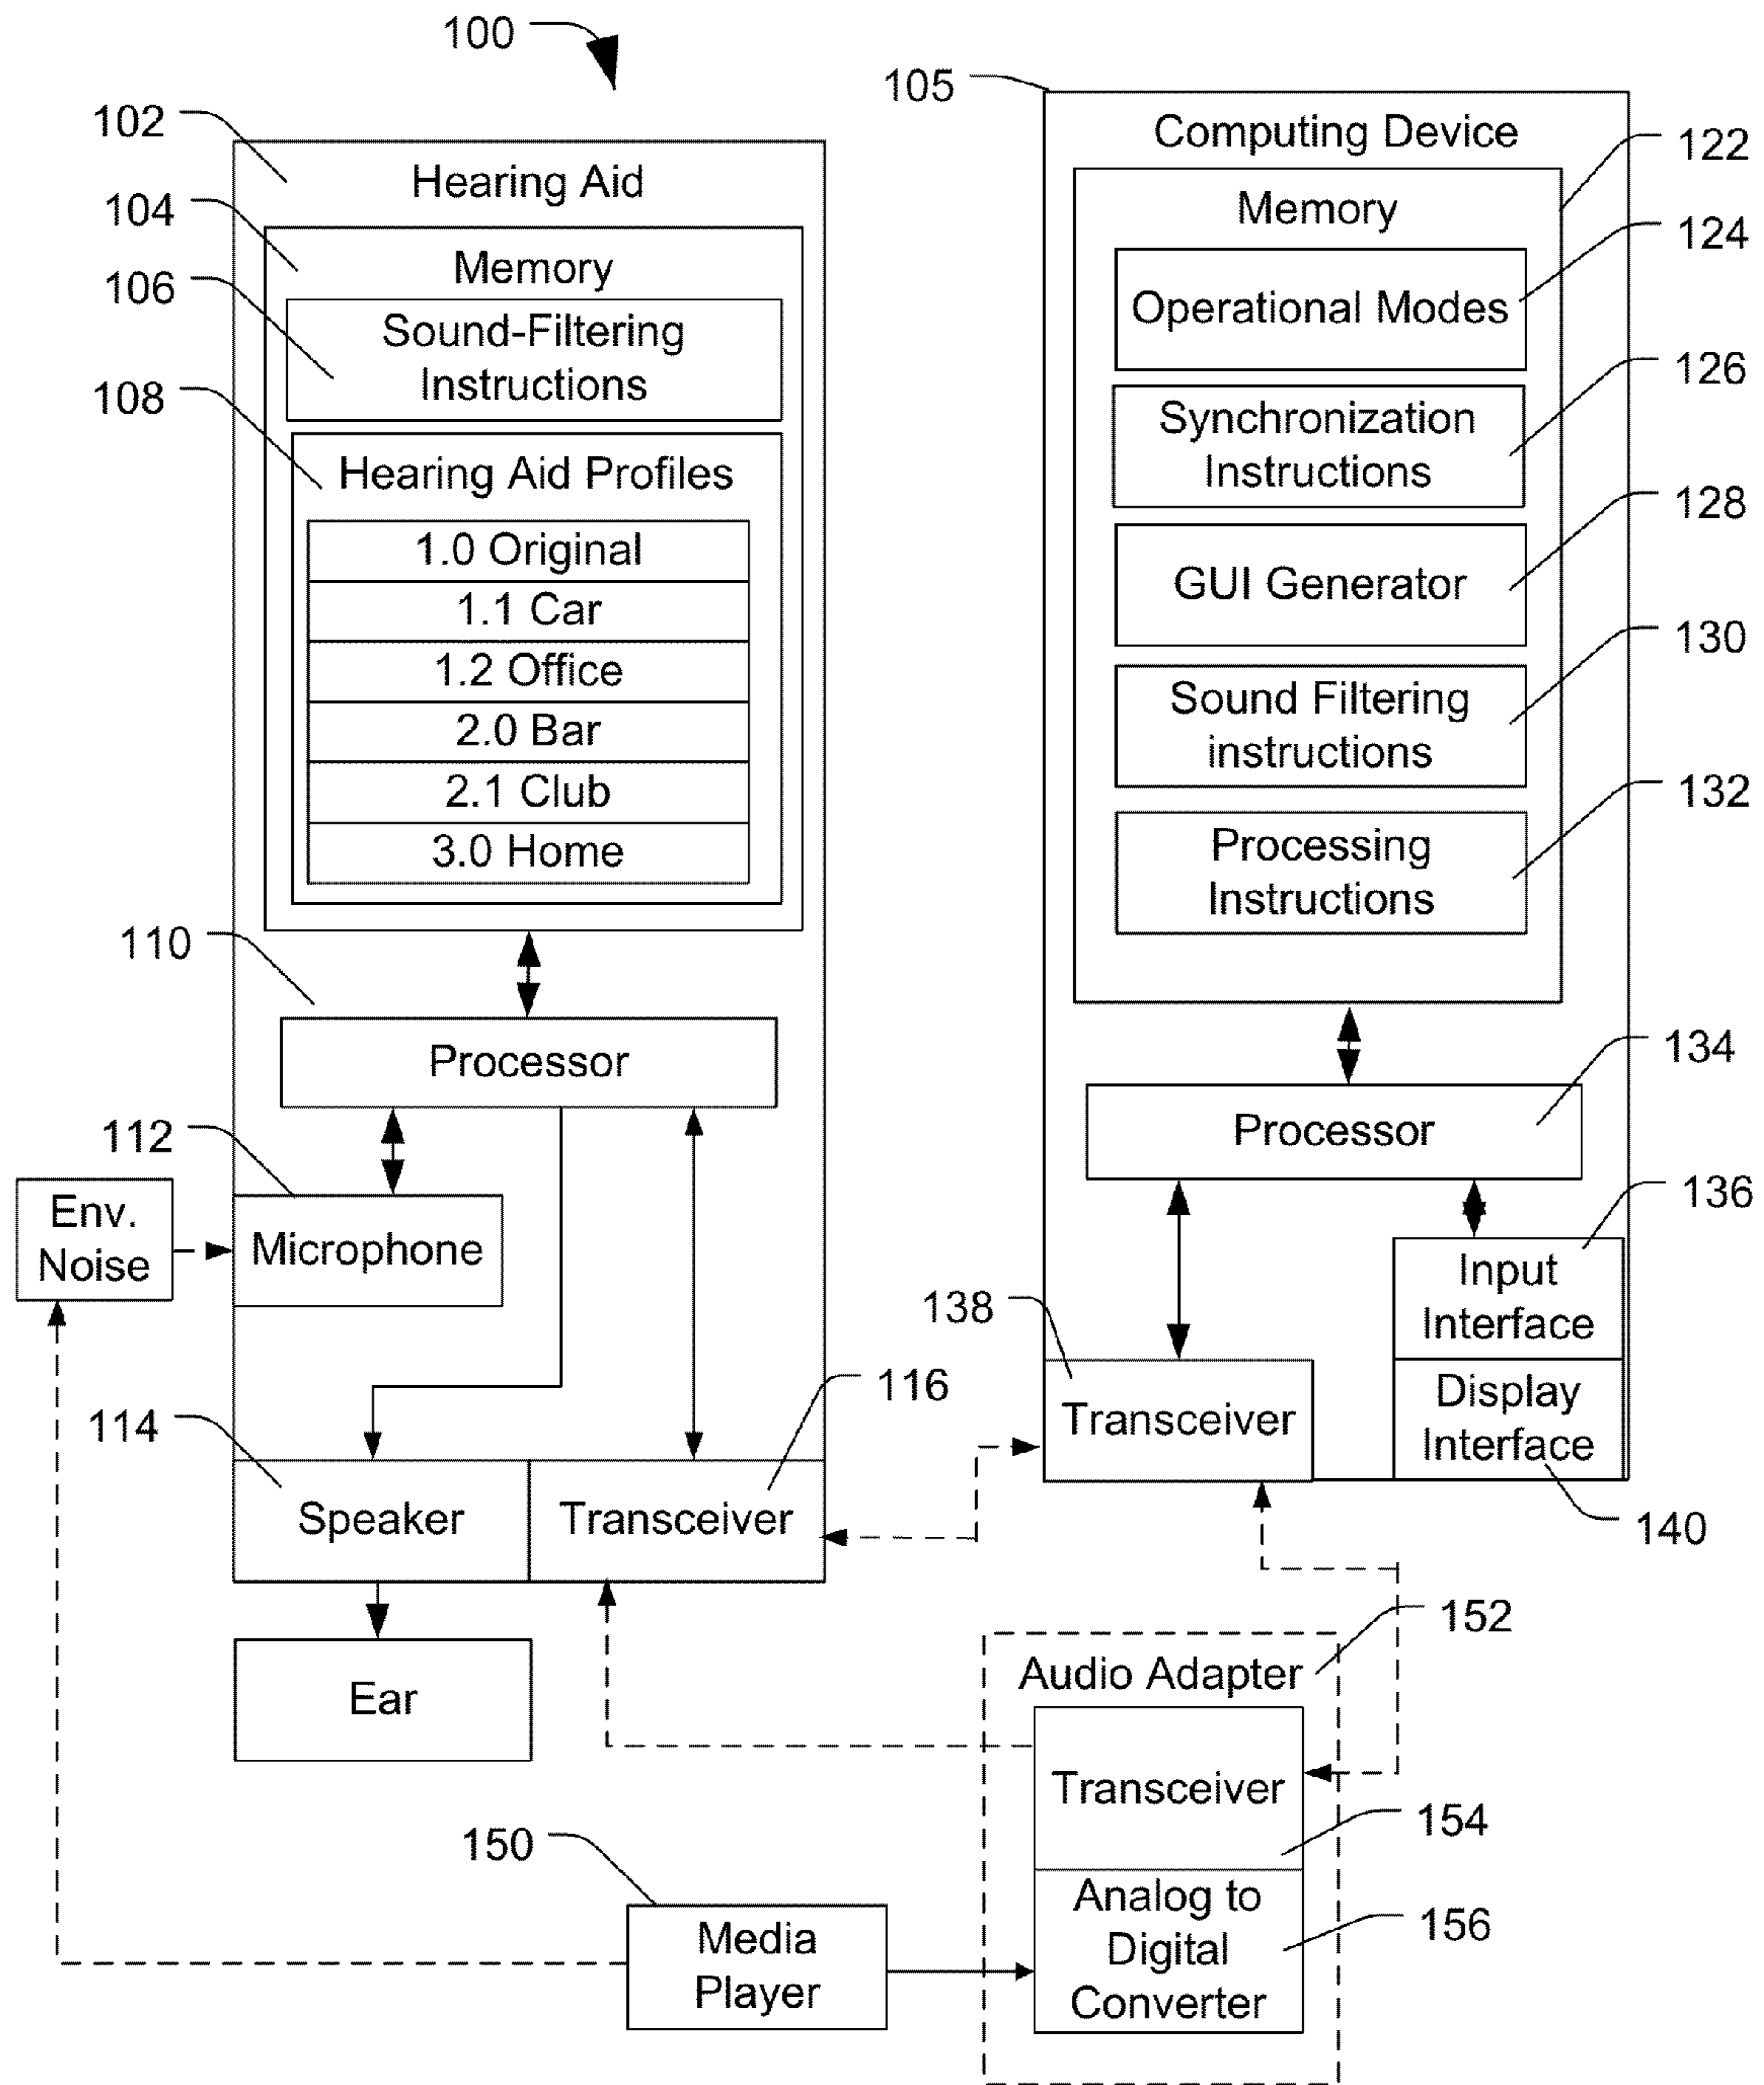 100
105
102
Computing Device
122
Hearing Aid
104
Memory
124
Memory
106
Operational Modes
Sound-Filtering
Instructions
126
108
Synchronization
Instructions
Hearing Aid Profiles
128
1.0 Original
GUI Generator
1.1 Car
130
1.2 Office
Sound Filtering
instructions
2.0 Bar
132
2.1 Club
Processing
Instructions
3.0 Home
110
134
Processor
Processor
112
136
Env.
Noise
Microphone
Input
Interface
138
116
Display
Interface
114
Transceiver
Speaker
Transceiver
140
152
Audio Adapter
Ear
Transceiver
154
150
Analog to
Digital
Converter
156
Media
Player